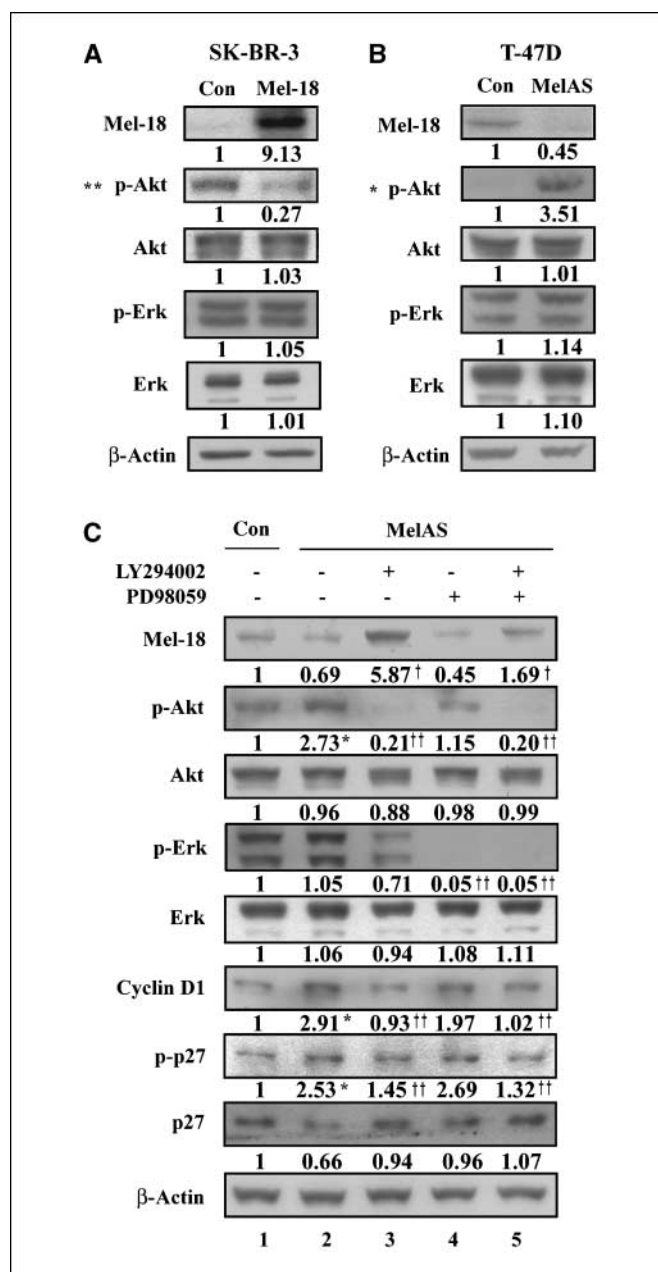 A SK-BR-3
Con Mel-18
Mel-18
1 9.13
** p-Akt
1 0.27
Akt
1 1.03
p-Erk
1 1.05
Erk
1 1.01
β-Actin
B T-47D
Con MelAS
Mel-18
1 0.45
* p-Akt
1 3.51
Akt
1 1.01
p-Erk
1 1.14
Erk
1 1.10
β-Actin
C Con MelAS
LY294002 - - + - +
PD98059 - - - + +
Mel-18
1 0.69 5.87 † 0.45 1.69 †
p-Akt
1 2.73 * 0.21 †† 1.15 0.20 ††
Akt
1 0.96 0.88 0.98 0.99
p-Erk
1 1.05 0.71 0.05 †† 0.05 ††
Erk
1 1.06 0.94 1.08 1.11
Cyclin D1
1 2.91 * 0.93 †† 1.97 1.02 ††
p-p27
1 2.53 * 1.45 †† 2.69 1.32 ††
p27
1 0.66 0.94 0.96 1.07
β-Actin
1 2 3 4 5